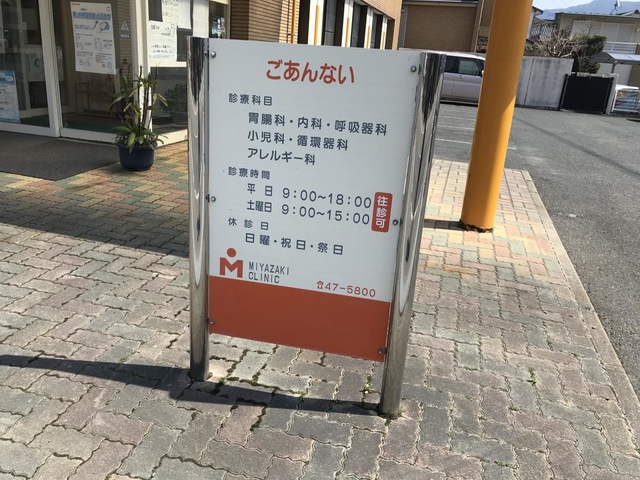 ごあんない
診療科目
胃腸科・内科・呼吸器科
小児科・循環器科
アレルギー科
診療時間
平 日 9:00~18:00
土曜日 9:00~15:00
往診可
休 診 日
日曜・祝日・祭日
MIYAZAKI
CLINIC
☎47-5800